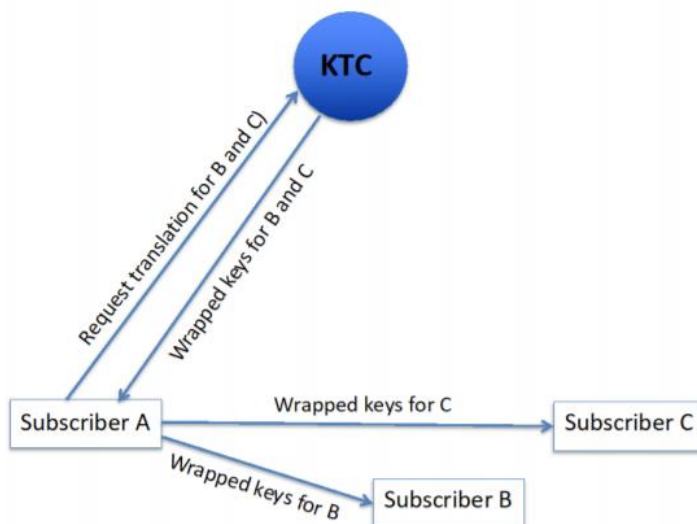 KTC
Request translation for B and C)
Wrapped keys for B and C
Subscriber A
Wrapped keys for C
Subscriber C
Wrapped keys for B
Subscriber B